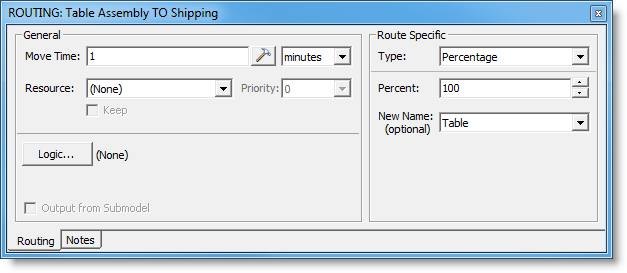 ROUTING: Table Assembly TO Shipping
General
Move Time: 1 minutes
Resource: (None) Priority: 0
Keep
Logic... (None)
Output from Submodel
Route Specific
Type: Percentage
Percent: 100
New Name: Table
(optional)
Routing Notes